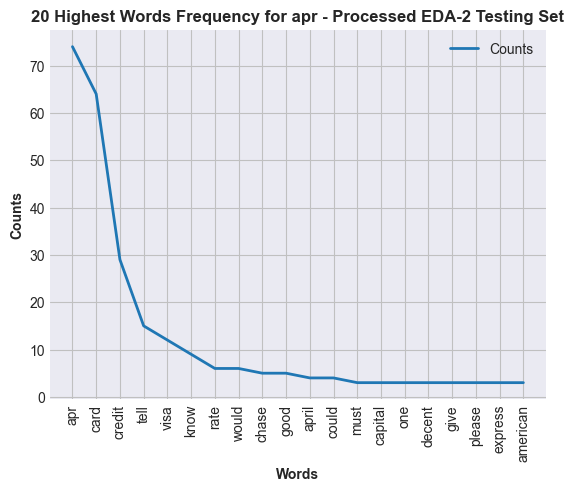 20 Highest Words Frequency for apr - Processed EDA-2 Testing Set
Counts
70
60
50
40
30
20
10
0
Counts
apr
card
credit
tell
visa
know
rate
would
chase
good
april
could
must
capital
one
decent
give
please
express
american
Words